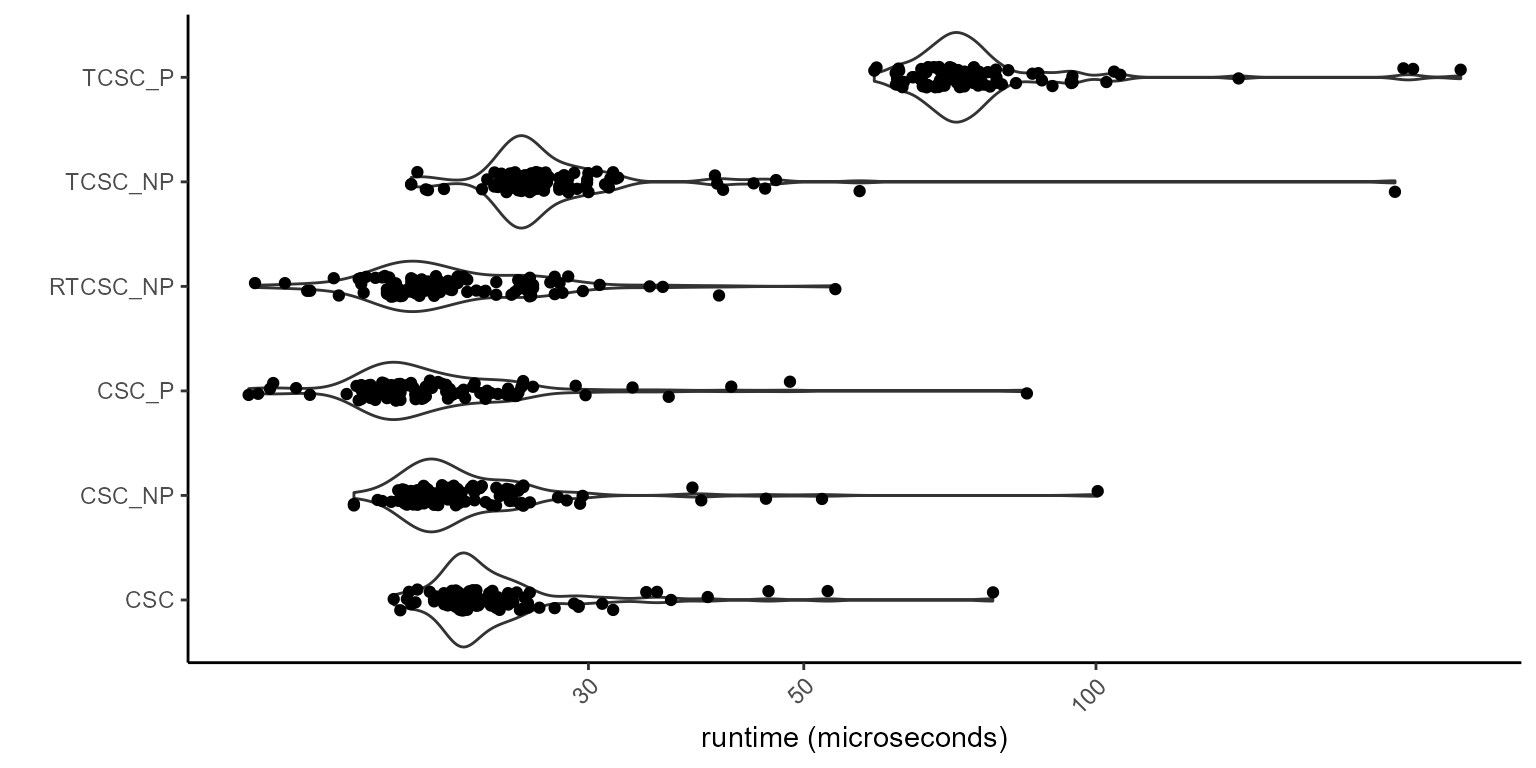 TCSC_P
TCSC_NP
RTCSC_NP
CSC_P
CSC_NP
CSC
30
50
100
runtime (microseconds)